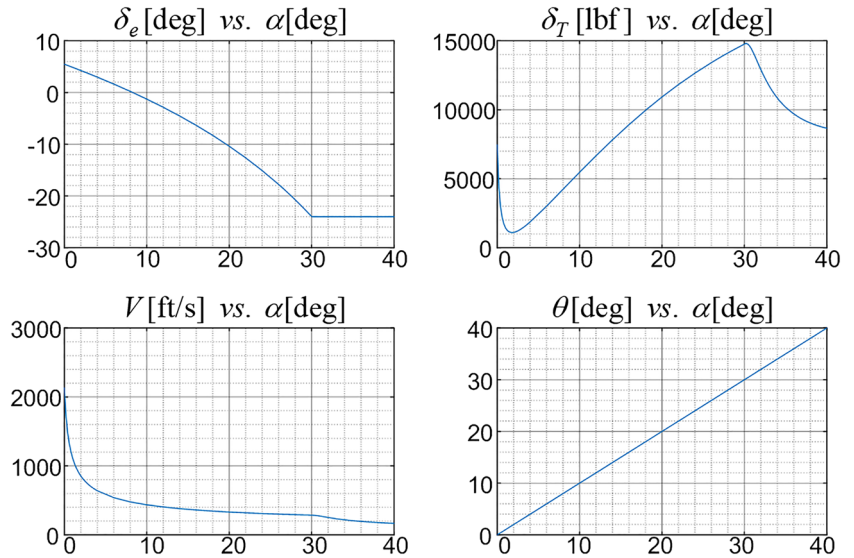 δe [deg] vs. α[deg]
10
0
-10
-20
-30
0 10 20 30 40
δT [lbf] vs. α[deg]
15000
10000
5000
0
0 10 20 30 40
V [ft/s] vs. α[deg]
3000
2000
1000
0
0 10 20 30 40
θ[deg] vs. α[deg]
40
30
20
10
0
0 10 20 30 40